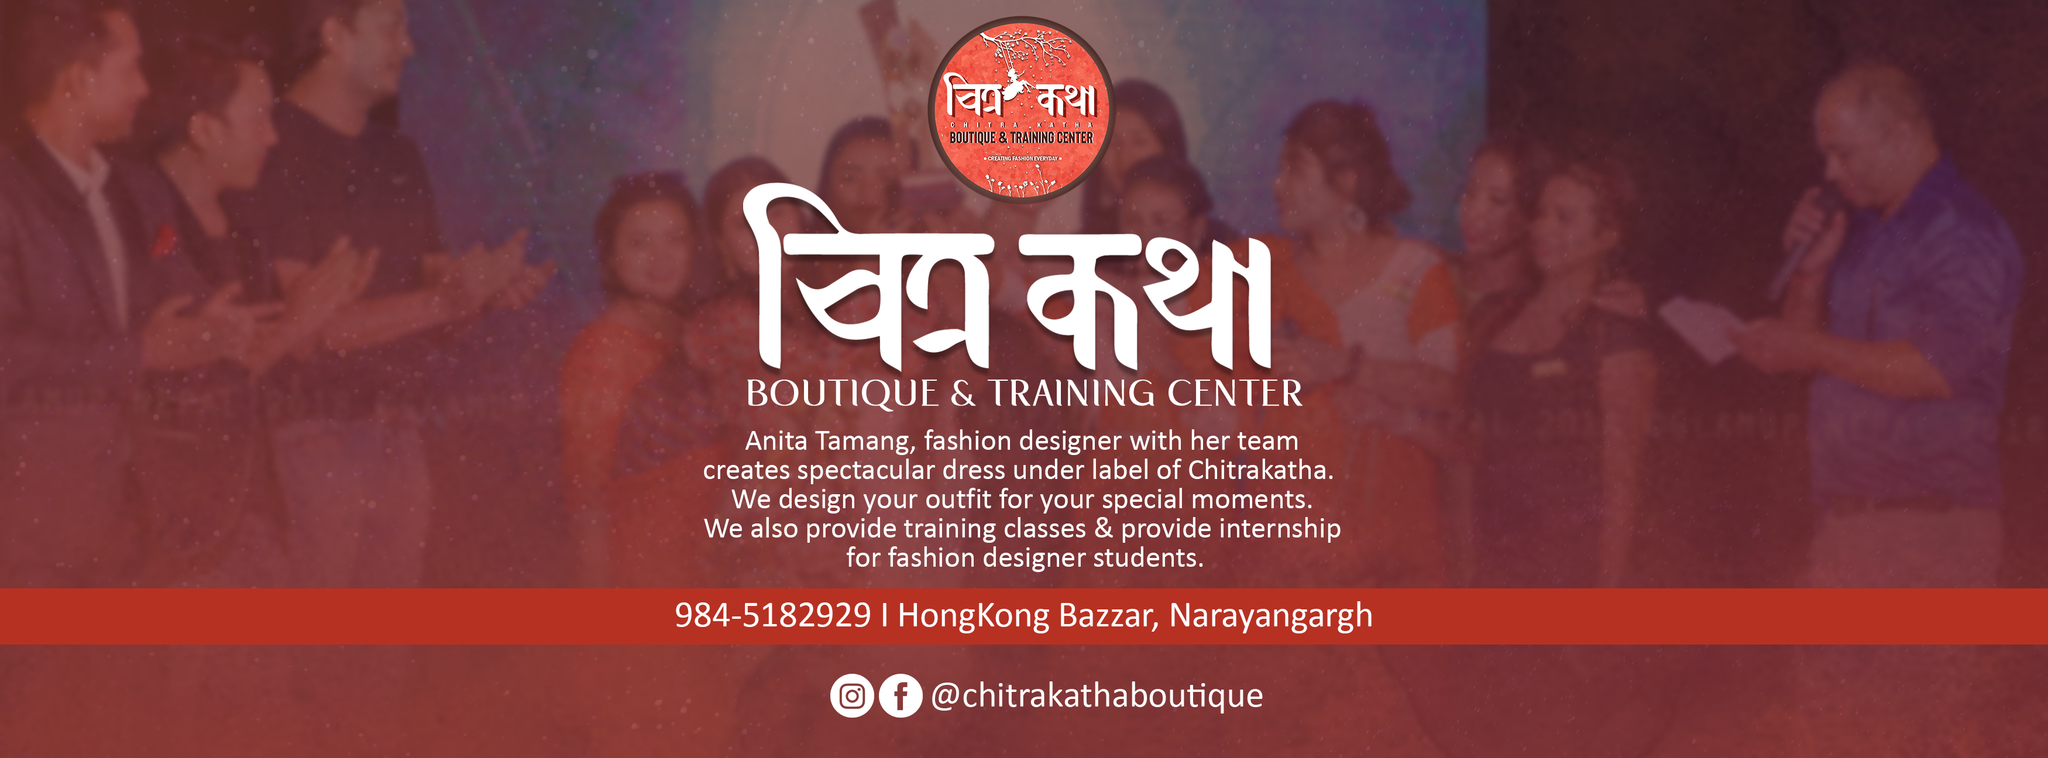 चित्र कथा
CHITRA KATHA
BOUTIQUE & TRAINING CENTER
• CREATING FASHION EVERYDAY •
चित्र कथा
BOUTIQUE & TRAINING CENTER
Anita Tamang, fashion designer with her team
creates spectacular dress under label of Chitrakatha.
We design your outfit for your special moments.
We also provide training classes & provide internship
for fashion designer students.
984-5182929 I HongKong Bazzar, Narayangargh
@chitrakathaboutique